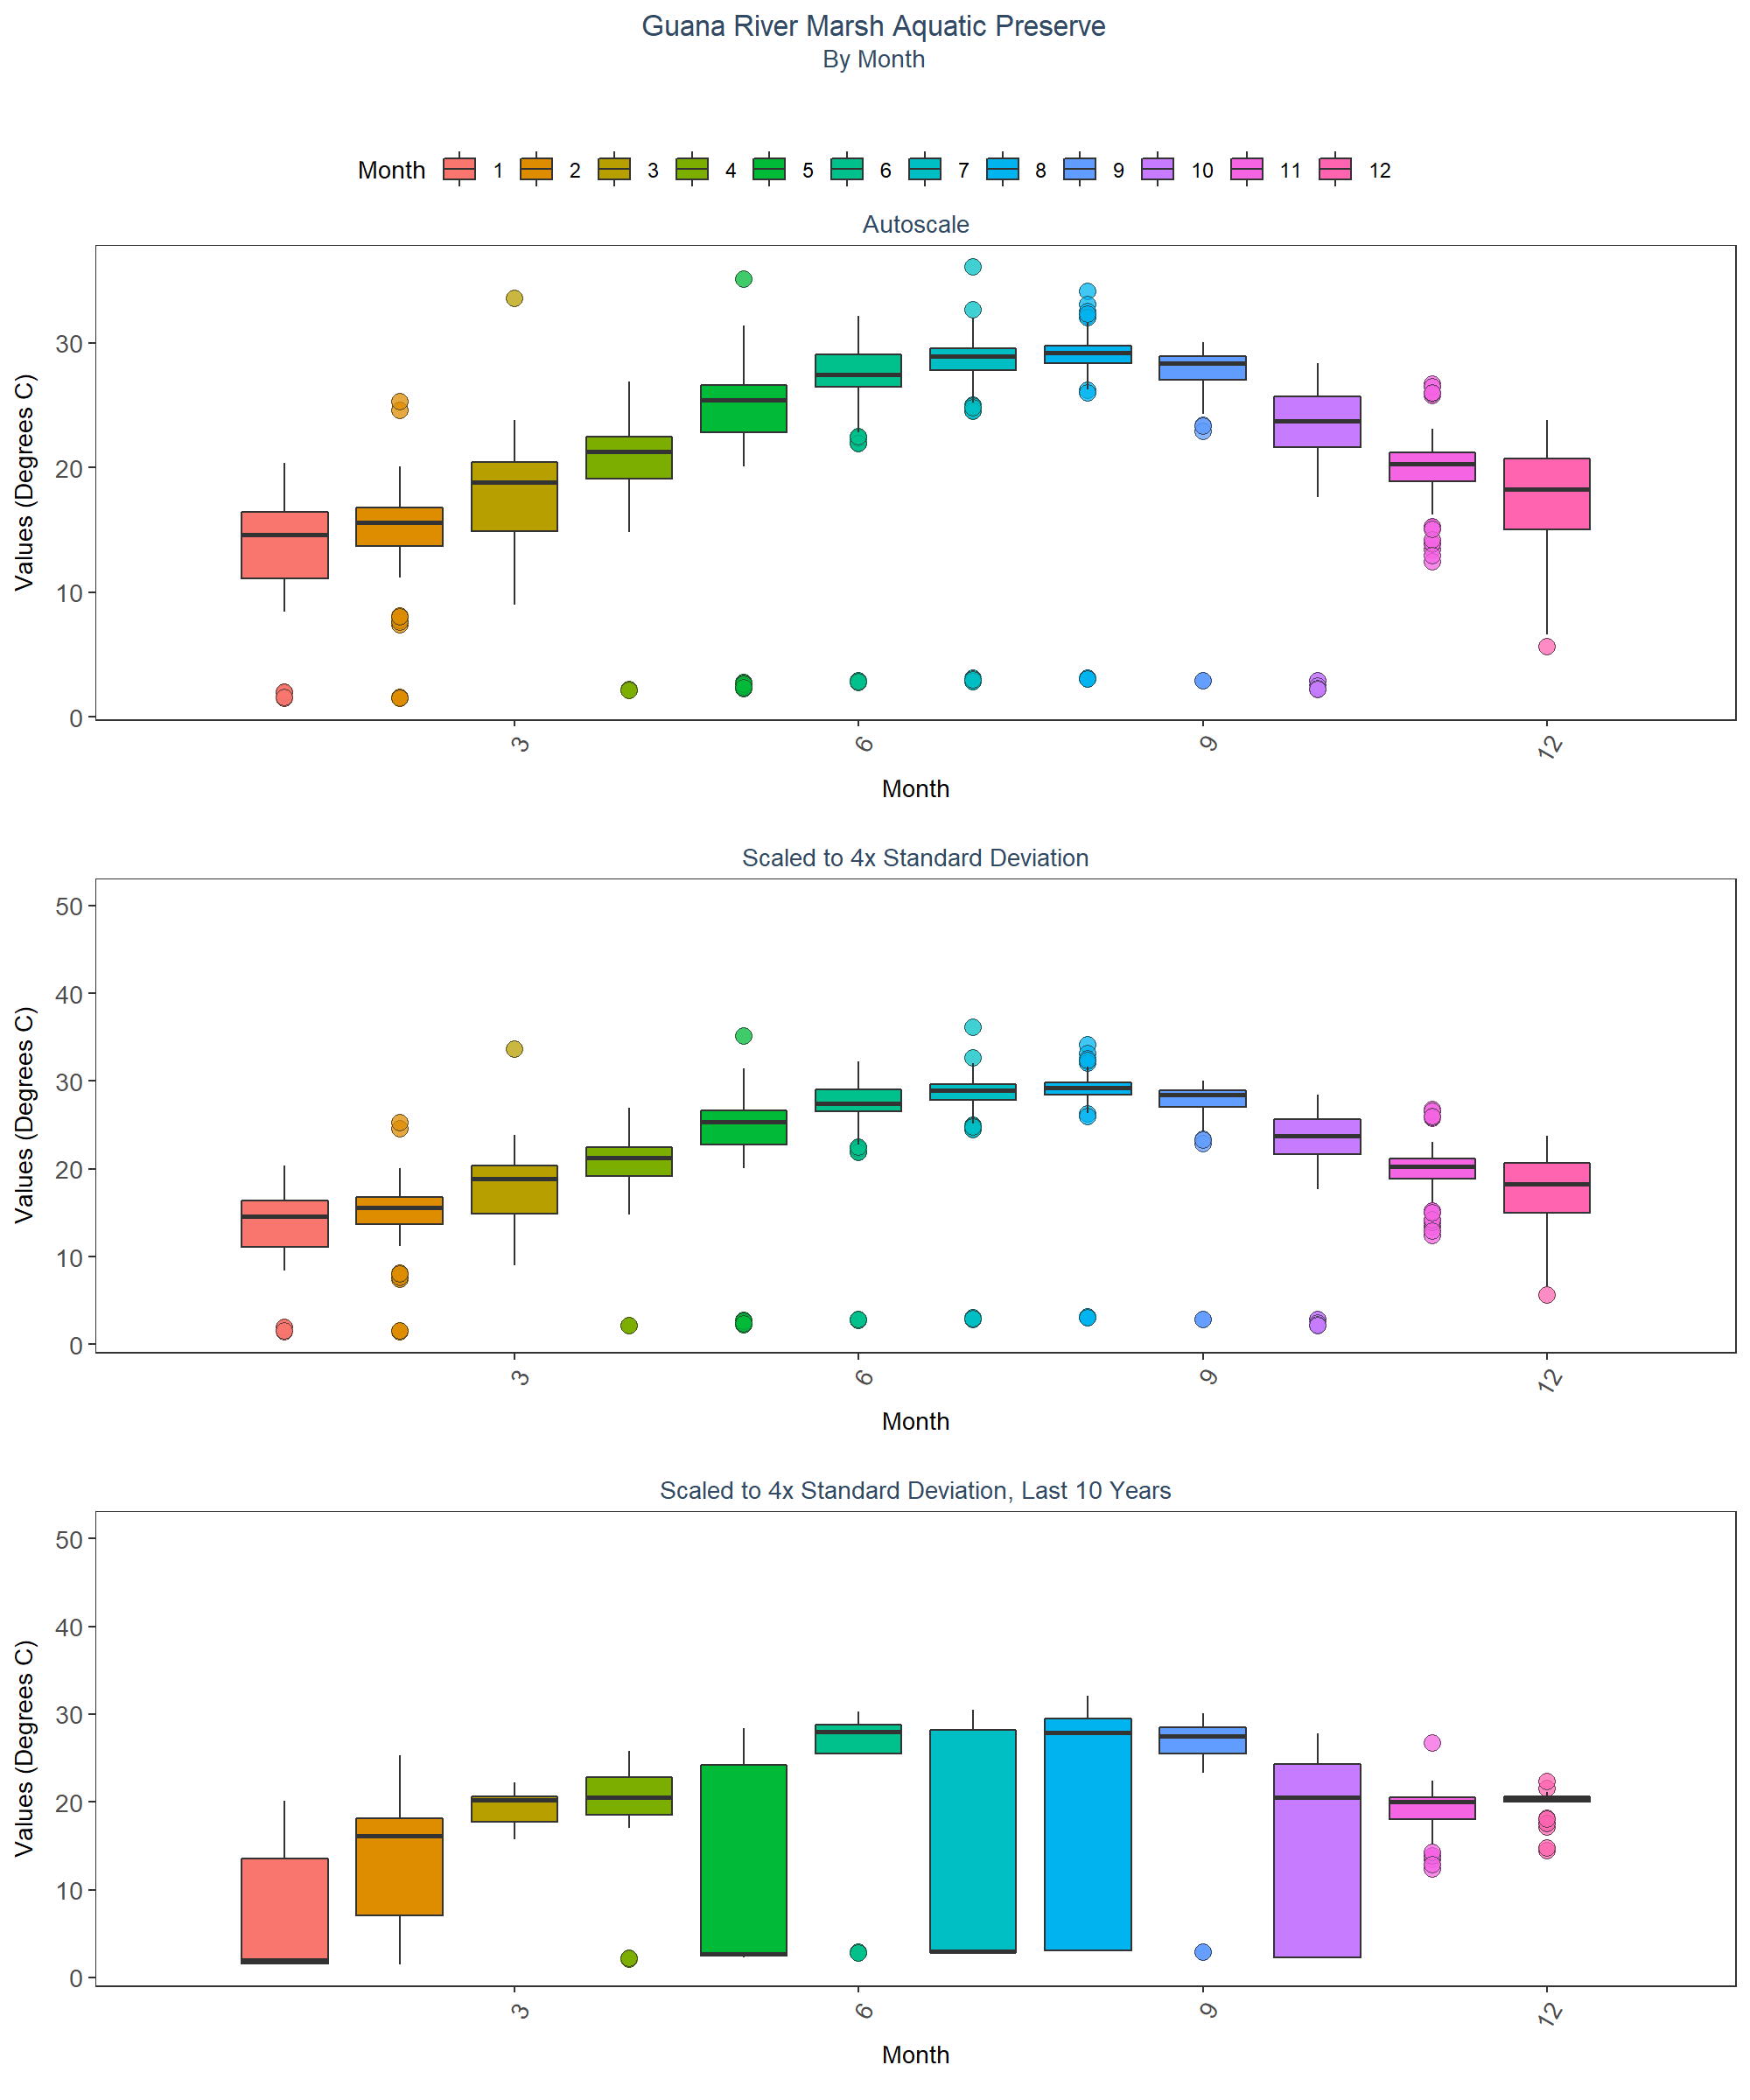 Guana River Marsh Aquatic Preserve
By Month
Month 1 2 3 4 5 6 7 8 9 10 11 12
Autoscale
Values (Degrees C)
30
20
10
0
3 6 9 12
Month
Scaled to 4x Standard Deviation
Values (Degrees C)
50
40
30
20
10
0
3 6 9 12
Month
Scaled to 4x Standard Deviation, Last 10 Years
Values (Degrees C)
50
40
30
20
10
0
3 6 9 12
Month